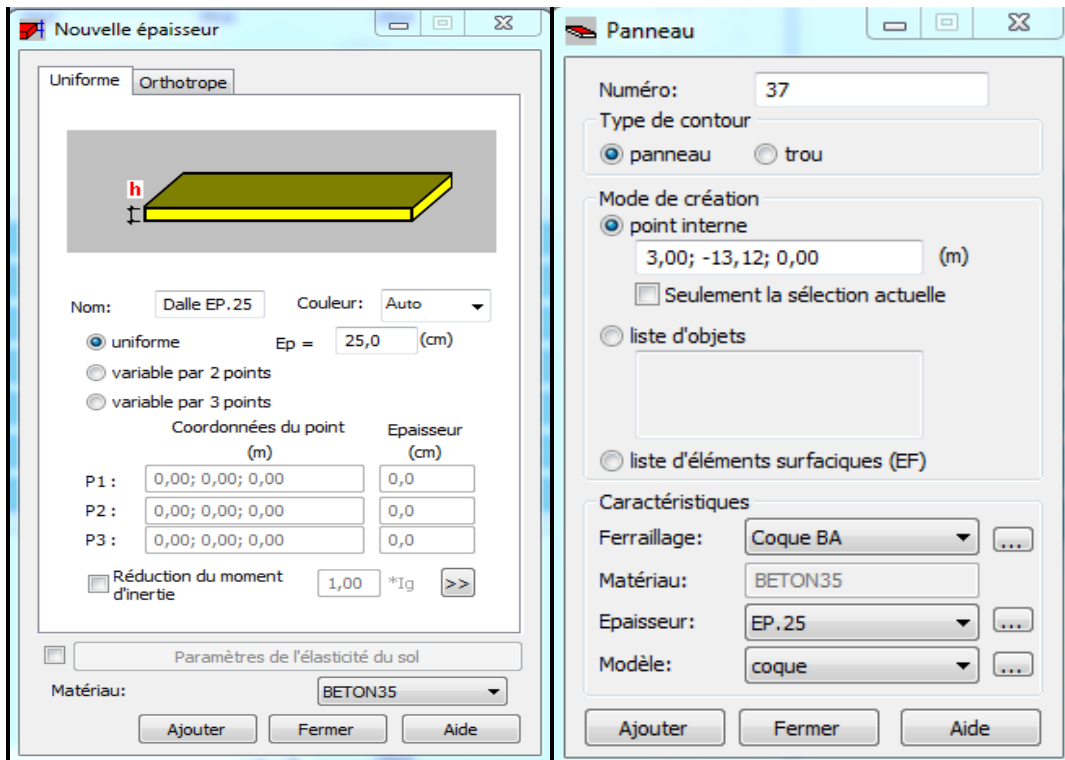 Nouvelle épaisseur
Uniforme Orthotrope
h
Nom: Dalle EP.25 Couleur: Auto
uniforme Ep = 25,0 (cm)
variable par 2 points
variable par 3 points
Coordonnées du point Epaisseur
(m) (cm)
P1 : 0,00; 0,00; 0,00 0,0
P2 : 0,00; 0,00; 0,00 0,0
P3 : 0,00; 0,00; 0,00 0,0
Réduction du moment
d'inertie 1,00 *Ig >>
Paramètres de l'élasticité du sol
Matériau: BETON35
Ajouter Fermer Aide
Panneau
Numéro: 37
Type de contour
panneau trou
Mode de création
point interne
3,00; -13,12; 0,00 (m)
Seulement la sélection actuelle
liste d'objets
liste d'éléments surfaciques (EF)
Caractéristiques
Ferraillage: Coque BA ...
Matériau: BETON35
Epaisseur: EP.25 ...
Modèle: coque ...
Ajouter Fermer Aide